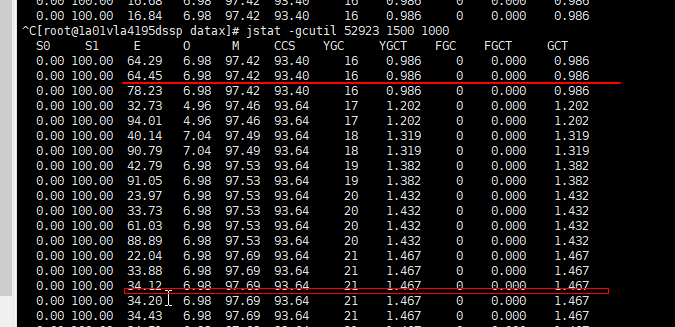 0.00 100.00 16.68 6.98 97.42 93.40 16 0.986 0 0.000 0.986
0.00 100.00 16.84 6.98 97.42 93.40 16 0.986 0 0.000 0.986
^C[root@1a01vla4195dssp datax]# jstat -gcutil 52923 1500 1000
S0 S1 E O M CCS YGC YGCT FGC FGCT GCT
0.00 100.00 64.29 6.98 97.42 93.40 16 0.986 0 0.000 0.986
0.00 100.00 64.45 6.98 97.42 93.40 16 0.986 0 0.000 0.986
0.00 100.00 78.23 6.98 97.42 93.40 16 0.986 0 0.000 0.986
0.00 100.00 32.73 4.96 97.46 93.64 17 1.202 0 0.000 1.202
0.00 100.00 94.01 4.96 97.46 93.64 17 1.202 0 0.000 1.202
0.00 100.00 40.14 7.04 97.49 93.64 18 1.319 0 0.000 1.319
0.00 100.00 90.79 7.04 97.49 93.64 18 1.319 0 0.000 1.319
0.00 100.00 42.79 6.98 97.53 93.64 19 1.382 0 0.000 1.382
0.00 100.00 91.05 6.98 97.53 93.64 19 1.382 0 0.000 1.382
0.00 100.00 23.97 6.98 97.53 93.64 20 1.432 0 0.000 1.432
0.00 100.00 33.73 6.98 97.53 93.64 20 1.432 0 0.000 1.432
0.00 100.00 61.03 6.98 97.53 93.64 20 1.432 0 0.000 1.432
0.00 100.00 88.89 6.98 97.53 93.64 20 1.432 0 0.000 1.432
0.00 100.00 22.04 6.98 97.69 93.64 21 1.467 0 0.000 1.467
0.00 100.00 33.88 6.98 97.69 93.64 21 1.467 0 0.000 1.467
0.00 100.00 34.12 6.98 97.69 93.64 21 1.467 0 0.000 1.467
0.00 100.00 34.20 6.98 97.69 93.64 21 1.467 0 0.000 1.467
0.00 100.00 34.43 6.98 97.69 93.64 21 1.467 0 0.000 1.467